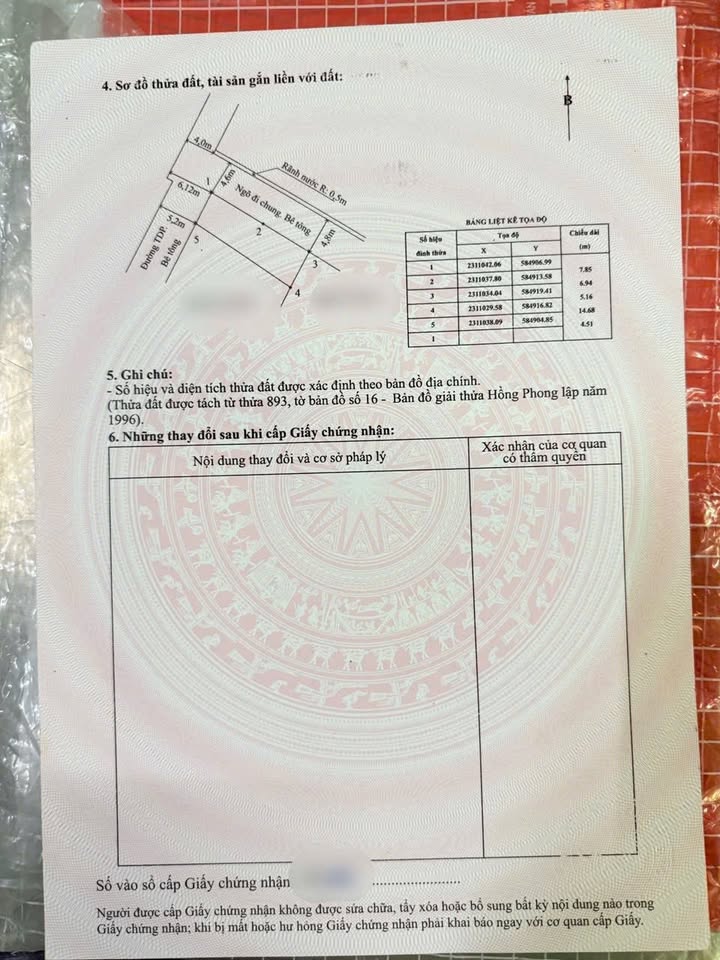 4. Sơ đồ thửa đất, tài sản gắn liền với đất:
B
4,0m
Rãnh nước R: 0,5m
6,12m
1
4,6m
Ngõ đi chung. Bê tông
5,2m
5
2
4,8m
3
4
Đường TDP.
Bê tông
BẢNG LIỆT KÊ TỌA ĐỘ
Số hiệu đỉnh thửa Tọa độ Chiều dài (m)
X Y
1 2311042.06 584906.99
7.85
2 2311037.80 584913.58
6.94
3 2311034.04 584919.41
5.16
4 2311029.58 584916.82
14.68
5 2311038.09 584904.85
4.51
1
5. Ghi chú:
- Số hiệu và diện tích thửa đất được xác định theo bản đồ địa chính.
(Thửa đất được tách từ thửa 893, tờ bản đồ số 16 - Bản đồ giải thửa Hồng Phong lập năm
1996).
6. Những thay đổi sau khi cấp Giấy chứng nhận:
Nội dung thay đổi và cơ sở pháp lý
Xác nhận của cơ quan
có thẩm quyền
Số vào sổ cấp Giấy chứng nhận ........................
Người được cấp Giấy chứng nhận không được sửa chữa, tẩy xóa hoặc bổ sung bất kỳ nội dung nào trong
Giấy chứng nhận; khi bị mất hoặc hư hỏng Giấy chứng nhận phải khai báo ngay với cơ quan cấp Giấy.